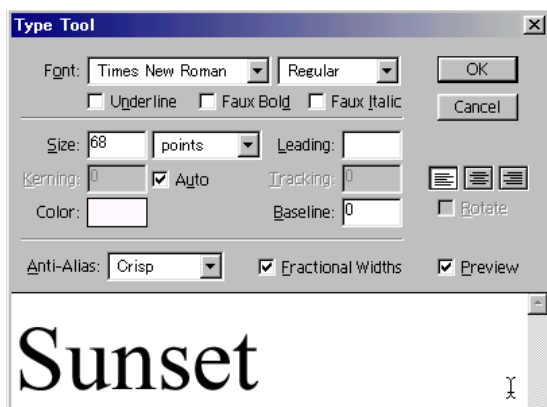 Type Tool
Font: Times New Roman Regular OK
Underline Faux Bold Faux Italic Cancel
Size: 68 points Leading:
Kerning: 0 Auto Tracking: 0
Color: Baseline: 0 Rotate
Anti-Alias: Crisp Fractional Widths Preview
Sunset